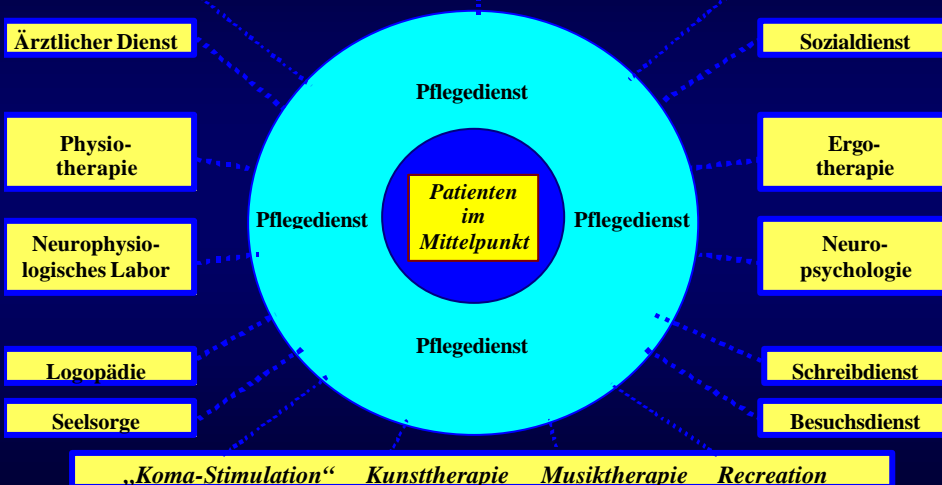 Ärztlicher Dienst
Sozialdienst
Pflegedienst
Physio-
therapie
Ergo-
therapie
Patienten
im
Mittelpunkt
Pflegedienst
Pflegedienst
Neurophysio-
logisches Labor
Neuro-
psychologie
Pflegedienst
Logopädie
Schreibdienst
Seelsorge
Besuchsdienst
„Koma-Stimulation“ Kunsttherapie Musiktherapie Recreation